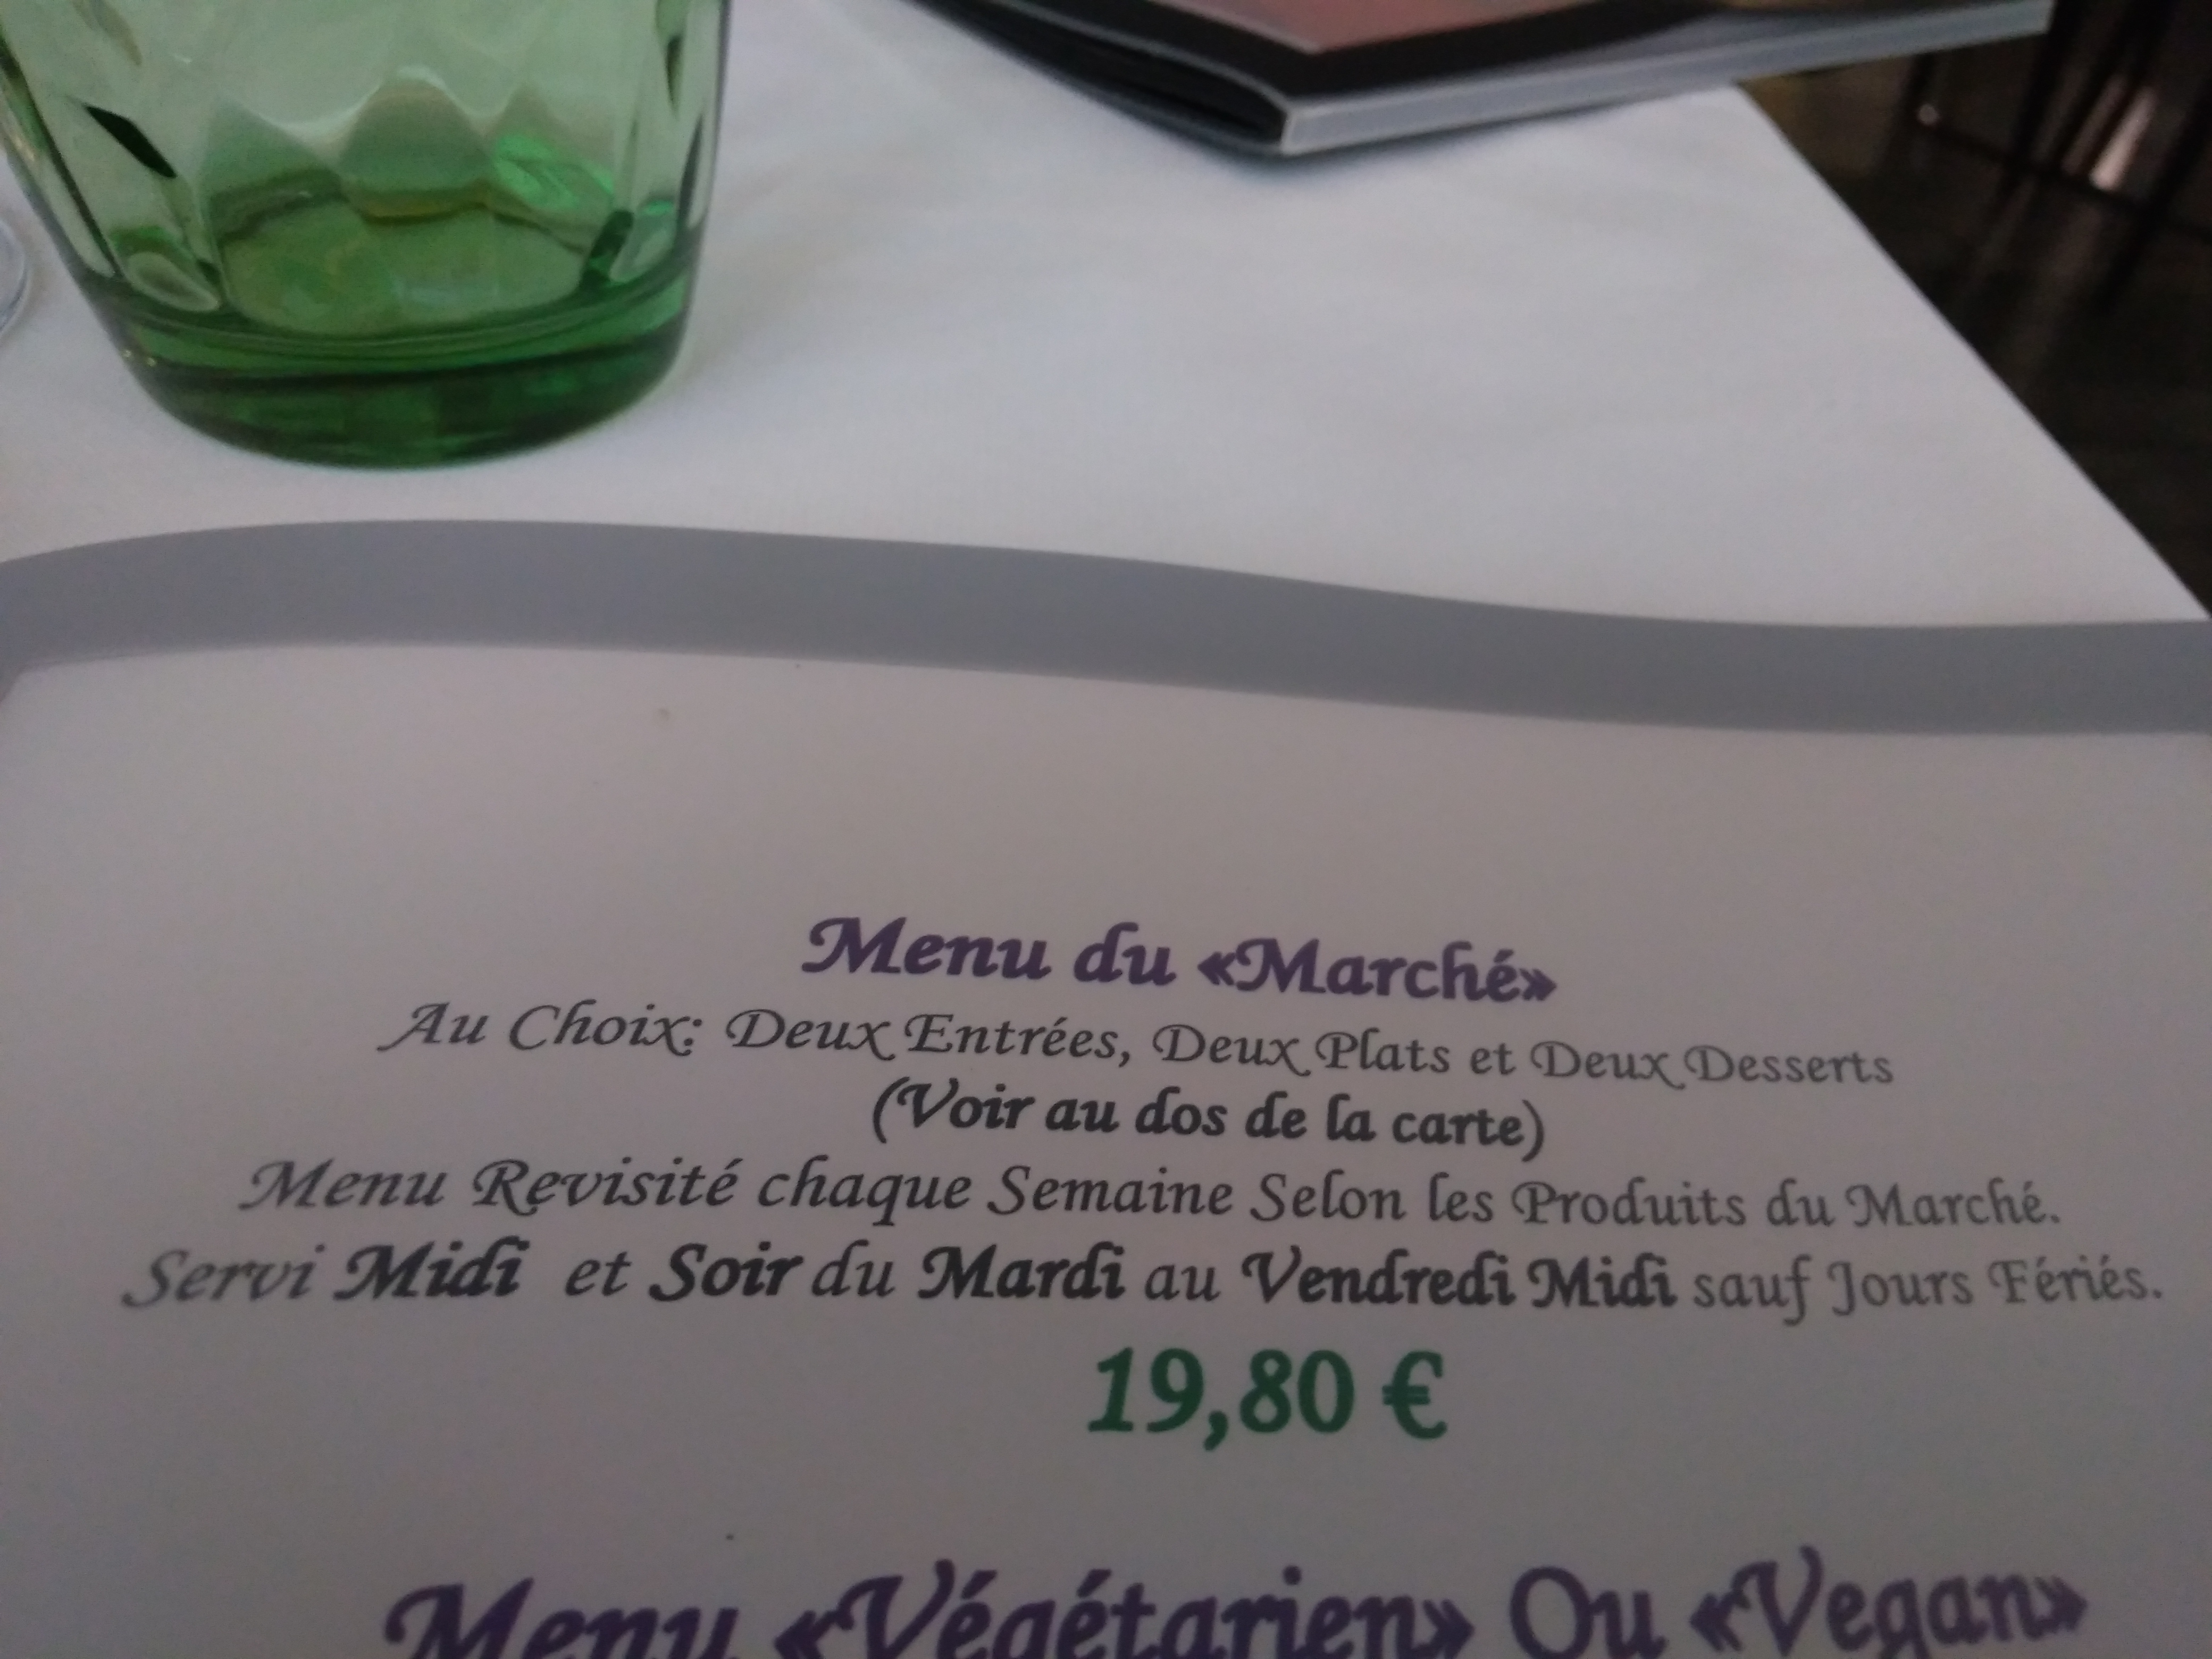 Menu du «Marché»
Au Choix: Deux Entrées, Deux Plats et Deux Desserts
(Voir au dos de la carte)
Menu Revisité chaque Semaine Selon les Produits du Marché.
Servi Midi et Soir du Mardi au Vendredi Midi sauf Jours Fériés.
19,80 €
Menu «Végétarien» Ou «Vegan»